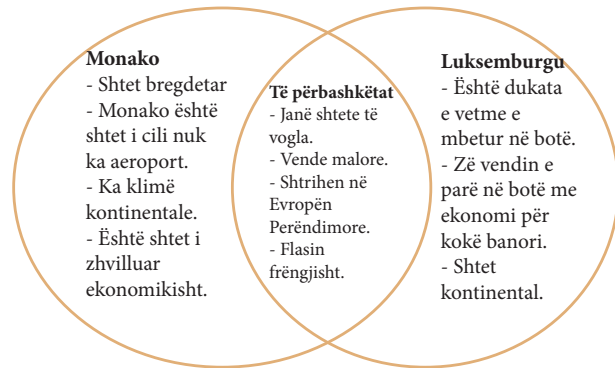 Monako
- Shtet bregdetar
- Monako është
shtet i cili nuk
ka aeroport.
- Ka klimë
kontinentale.
- Është shtet i
zhvilluar
ekonomikisht.
Të përbashkëtat
- Janë shtete të
vogla.
- Vende malore.
- Shtrihen në
Evropën
Perëndimore.
- Flasin
frëngjisht.
Luksemburgu
- Është dukata
e vetme e
mbetur në botë.
- Zë vendin e
parë në botë me
ekonomi për
kokë banori.
- Shtet
kontinental.